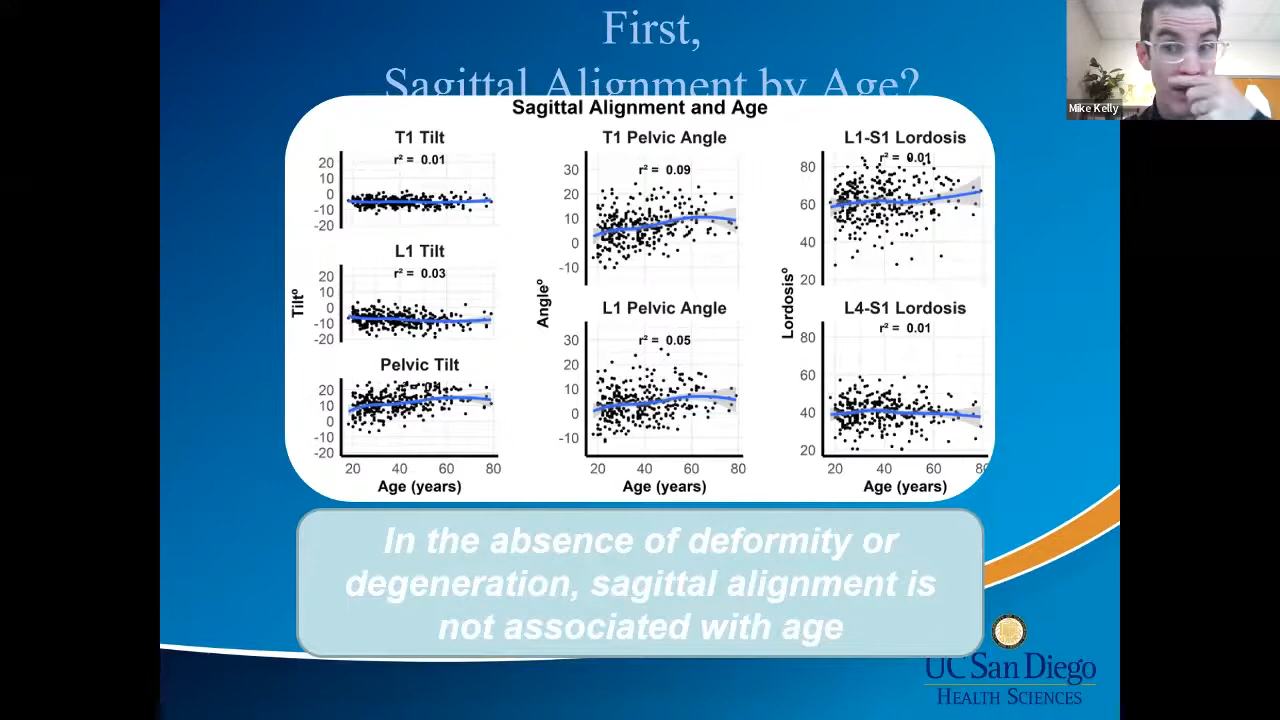 First,
Sagittal Alignment by Age?
Mike Kelly
Sagittal Alignment and Age
T1 Tilt
r² = 0.01
20
10
0
-10
-20
L1 Tilt
r² = 0.03
20
10
0
-10
-20
Tiltº
Pelvic Tilt
20
10
0
-10
-20
20 40 60 80
Age (years)
T1 Pelvic Angle
r² = 0.09
30
20
10
0
-10
Angleº
L1 Pelvic Angle
r² = 0.05
30
20
10
0
-10
20 40 60 80
Age (years)
L1-S1 Lordosis
r² = 0.01
80
60
40
20
Lordosisº
L4-S1 Lordosis
r² = 0.01
80
60
40
20
20 40 60 80
Age (years)
In the absence of deformity or
degeneration, sagittal alignment is
not associated with age
UC San Diego
HEALTH SCIENCES